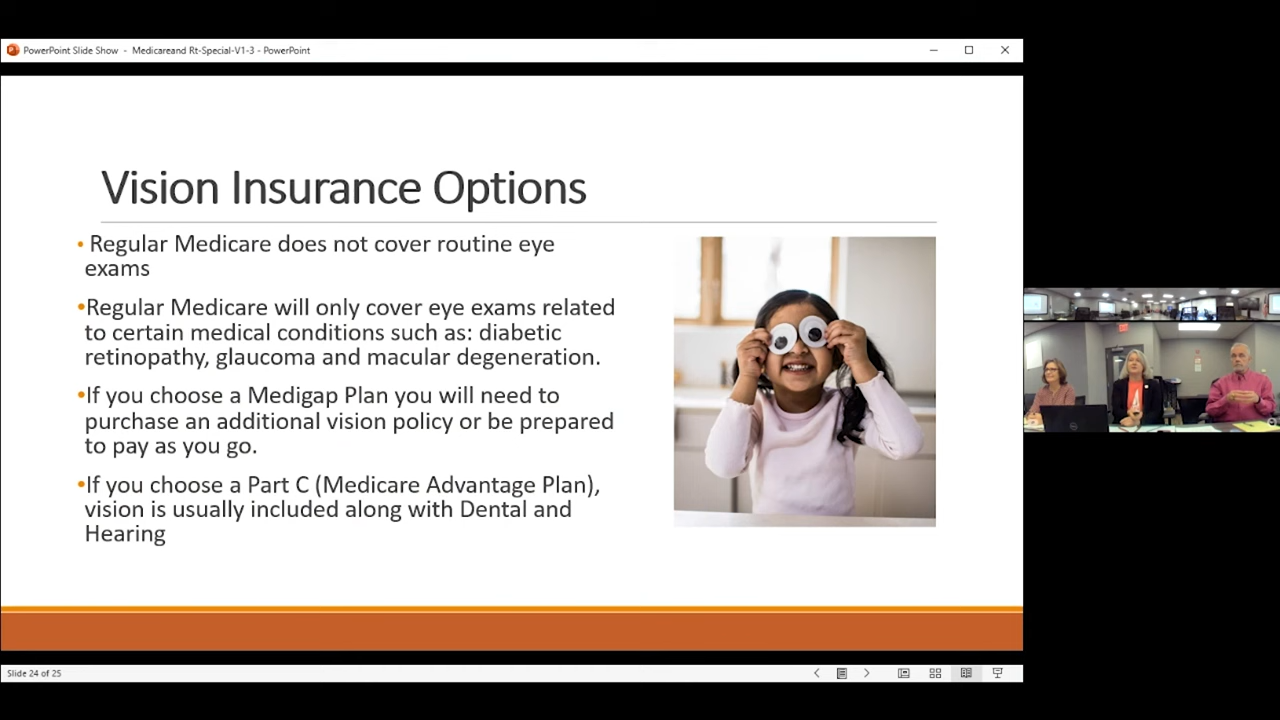 PowerPoint Slide Show - Medicareand Rt-Special-V1-3 - PowerPoint
Vision Insurance Options
• Regular Medicare does not cover routine eye
exams
•Regular Medicare will only cover eye exams related
to certain medical conditions such as: diabetic
retinopathy, glaucoma and macular degeneration.
•If you choose a Medigap Plan you will need to
purchase an additional vision policy or be prepared
to pay as you go.
•If you choose a Part C (Medicare Advantage Plan),
vision is usually included along with Dental and
Hearing
Slide 24 of 25